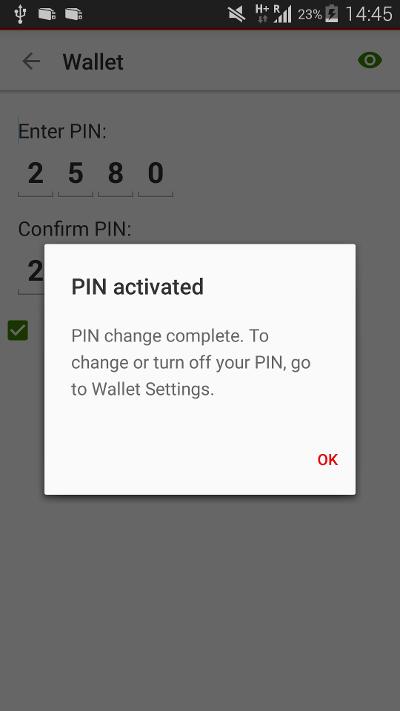 H+ R 23% 14:45
Wallet
Enter PIN:
2 5 8 0
Confirm PIN:
2
PIN activated
PIN change complete. To
change or turn off your PIN, go
to Wallet Settings.
OK